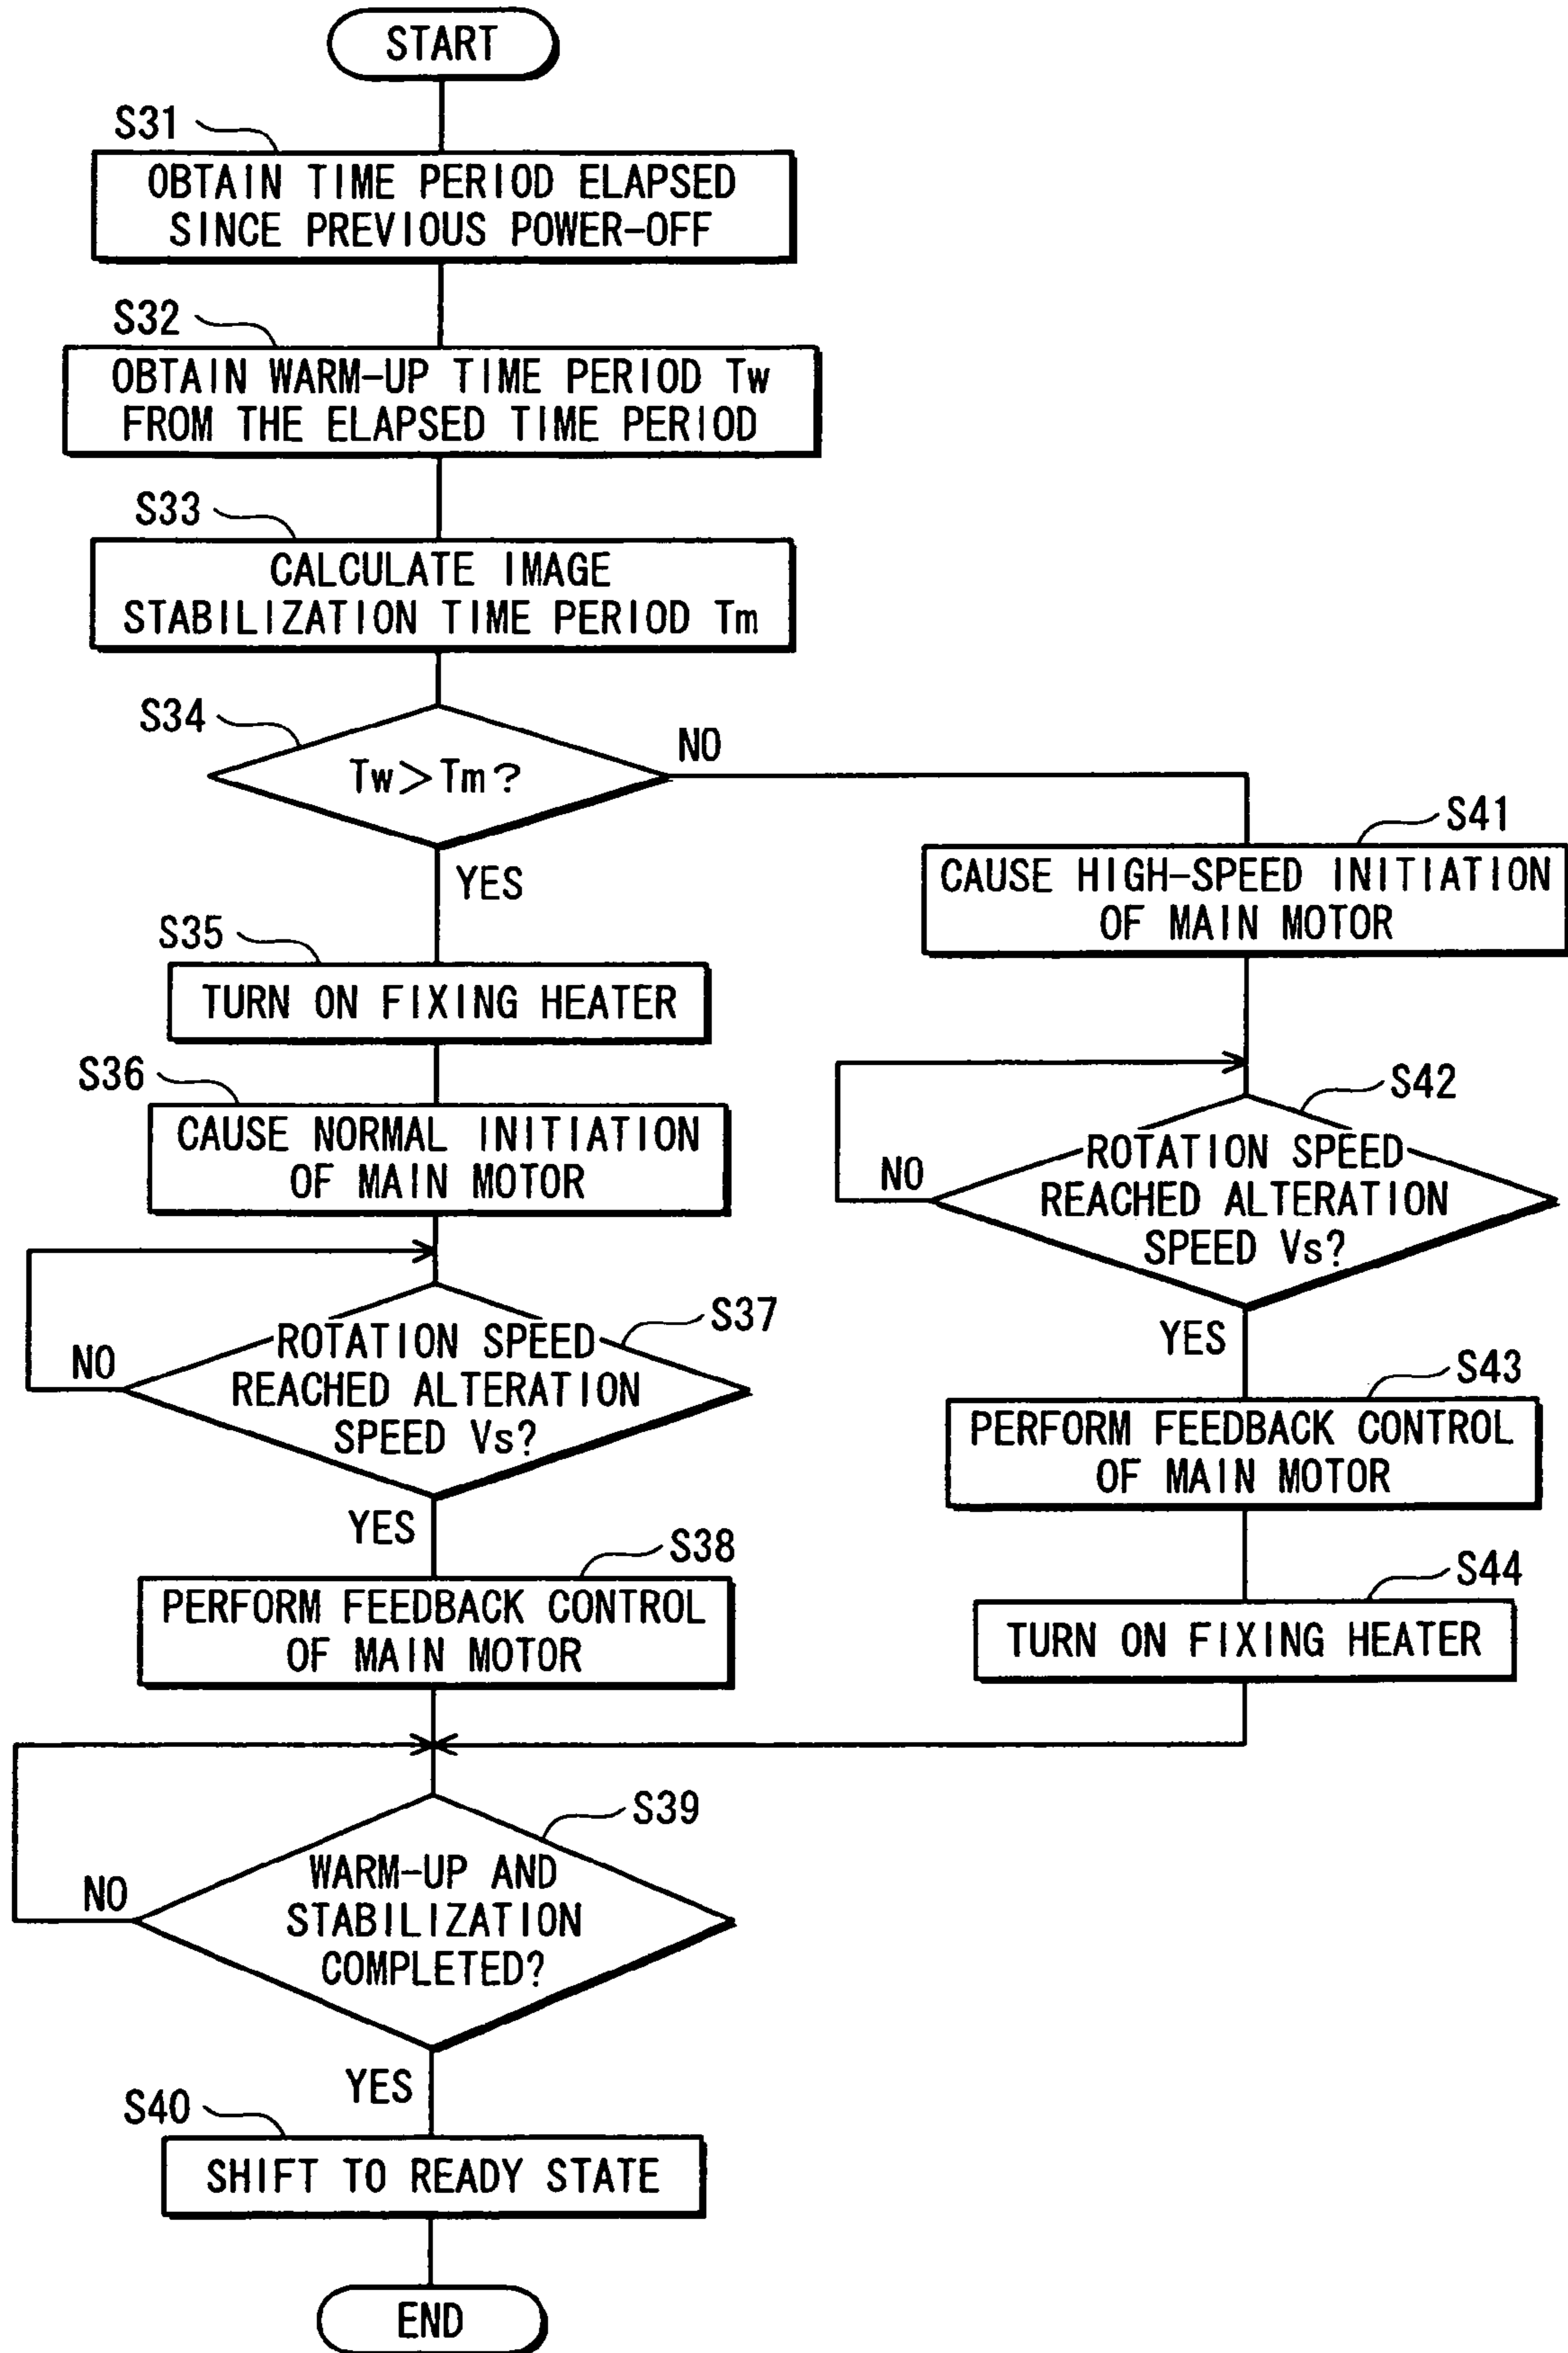 START
S31
OBTAIN TIME PERIOD ELAPSED
SINCE PREVIOUS POWER-OFF
S32
OBTAIN WARM-UP TIME PERIOD Tw
FROM THE ELAPSED TIME PERIOD
S33
CALCULATE IMAGE
STABILIZATION TIME PERIOD Tm
S34
Tw>Tm?
NO
YES
S35
TURN ON FIXING HEATER
S36
CAUSE NORMAL INITIATION
OF MAIN MOTOR
S37
ROTATION SPEED
REACHED ALTERATION
SPEED Vs?
NO
YES
S38
PERFORM FEEDBACK CONTROL
OF MAIN MOTOR
S41
CAUSE HIGH-SPEED INITIATION
OF MAIN MOTOR
S42
ROTATION SPEED
REACHED ALTERATION
SPEED Vs?
NO
YES
S43
PERFORM FEEDBACK CONTROL
OF MAIN MOTOR
S44
TURN ON FIXING HEATER
S39
WARM-UP AND
STABILIZATION
COMPLETED?
NO
YES
S40
SHIFT TO READY STATE
END